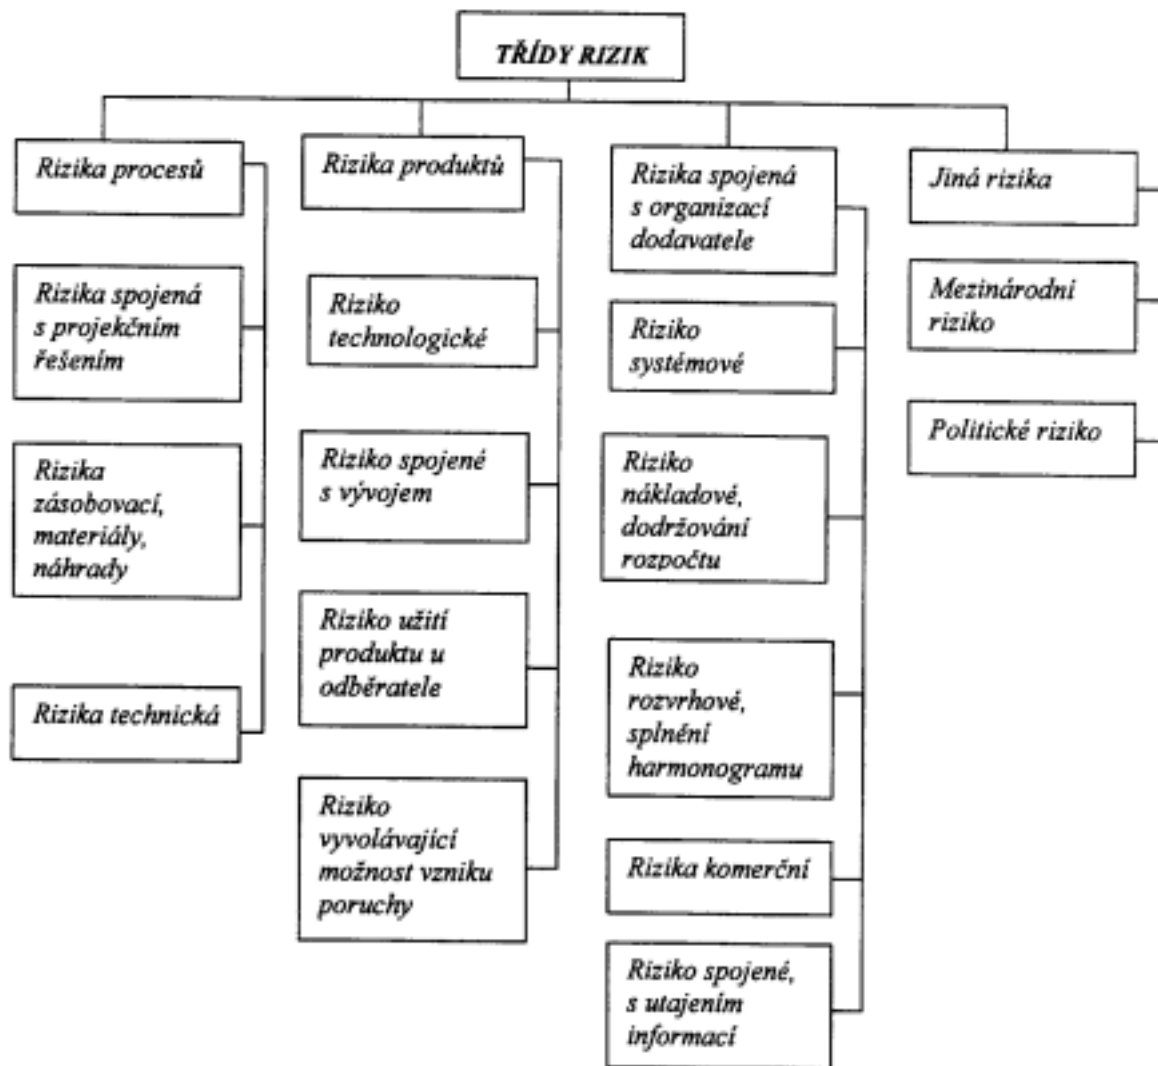 TŘÍDY RIZIK
Rizika procesů
Rizika spojená
s projekčním
řešením
Rizika
zásobovací,
materiály,
náhrady
Rizika technická
Rizika produktů
Riziko
technologické
Riziko spojené
s vývojem
Riziko užití
produktu u
odběratele
Riziko
vyvolávající
možnost vzniku
poruchy
Rizika spojená
s organizací
dodavatele
Riziko
systémové
Riziko
nákladové,
dodržování
rozpočtu
Riziko
rozvrhové,
splnění
harmonogramu
Rizika komerční
Riziko spojené,
s utajením
informací
Jiná rizika
Mezinárodní
riziko
Politické riziko